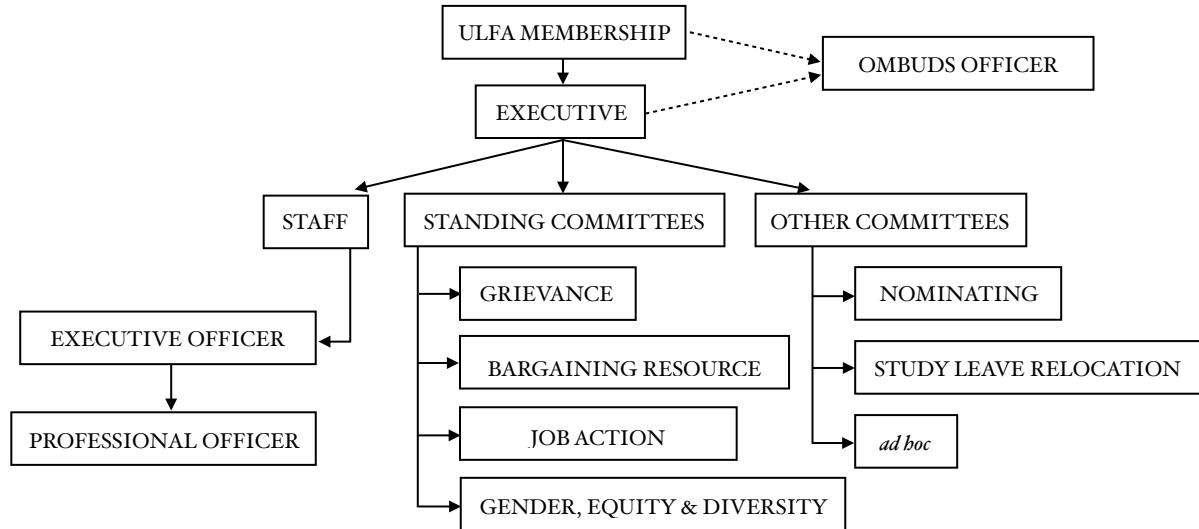 ULFA MEMBERSHIP
OMBUDS OFFICER
EXECUTIVE
STAFF
STANDING COMMITTEES
OTHER COMMITTEES
GRIEVANCE
NOMINATING
EXECUTIVE OFFICER
BARGAINING RESOURCE
STUDY LEAVE RELOCATION
PROFESSIONAL OFFICER
JOB ACTION
ad hoc
GENDER, EQUITY & DIVERSITY